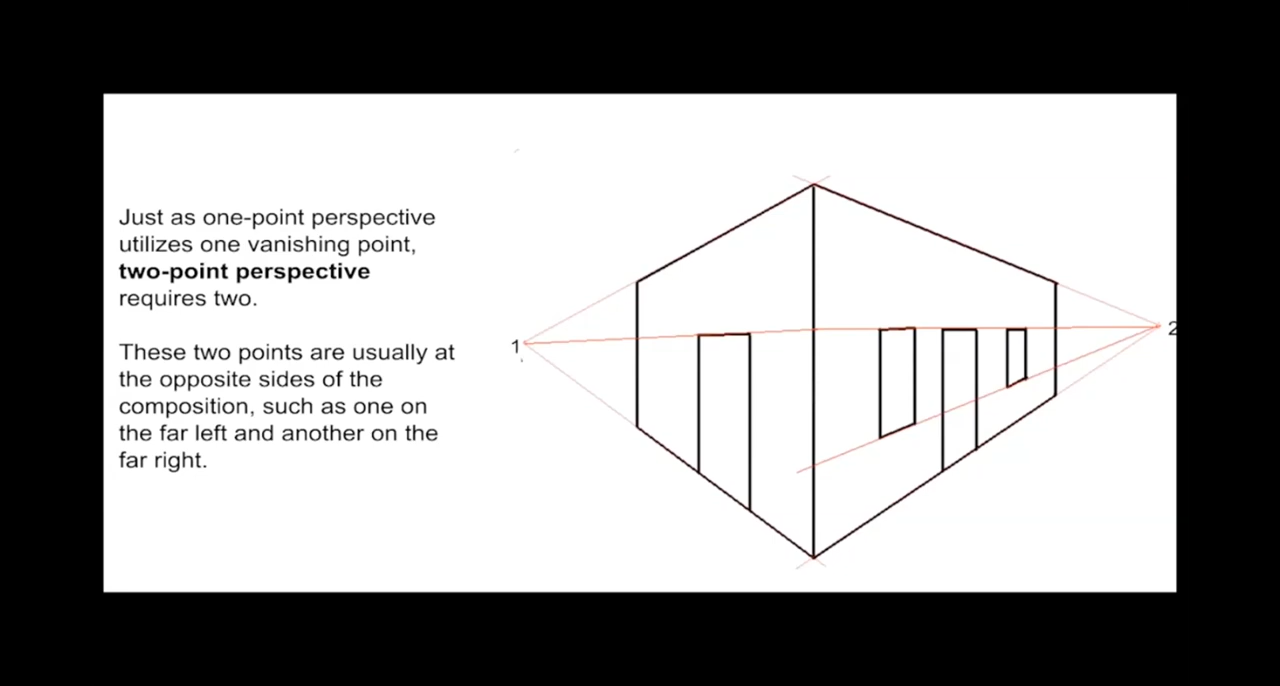 Just as one-point perspective
utilizes one vanishing point,
two-point perspective
requires two.
These two points are usually at
the opposite sides of the
composition, such as one on
the far left and another on the
far right.
1
2